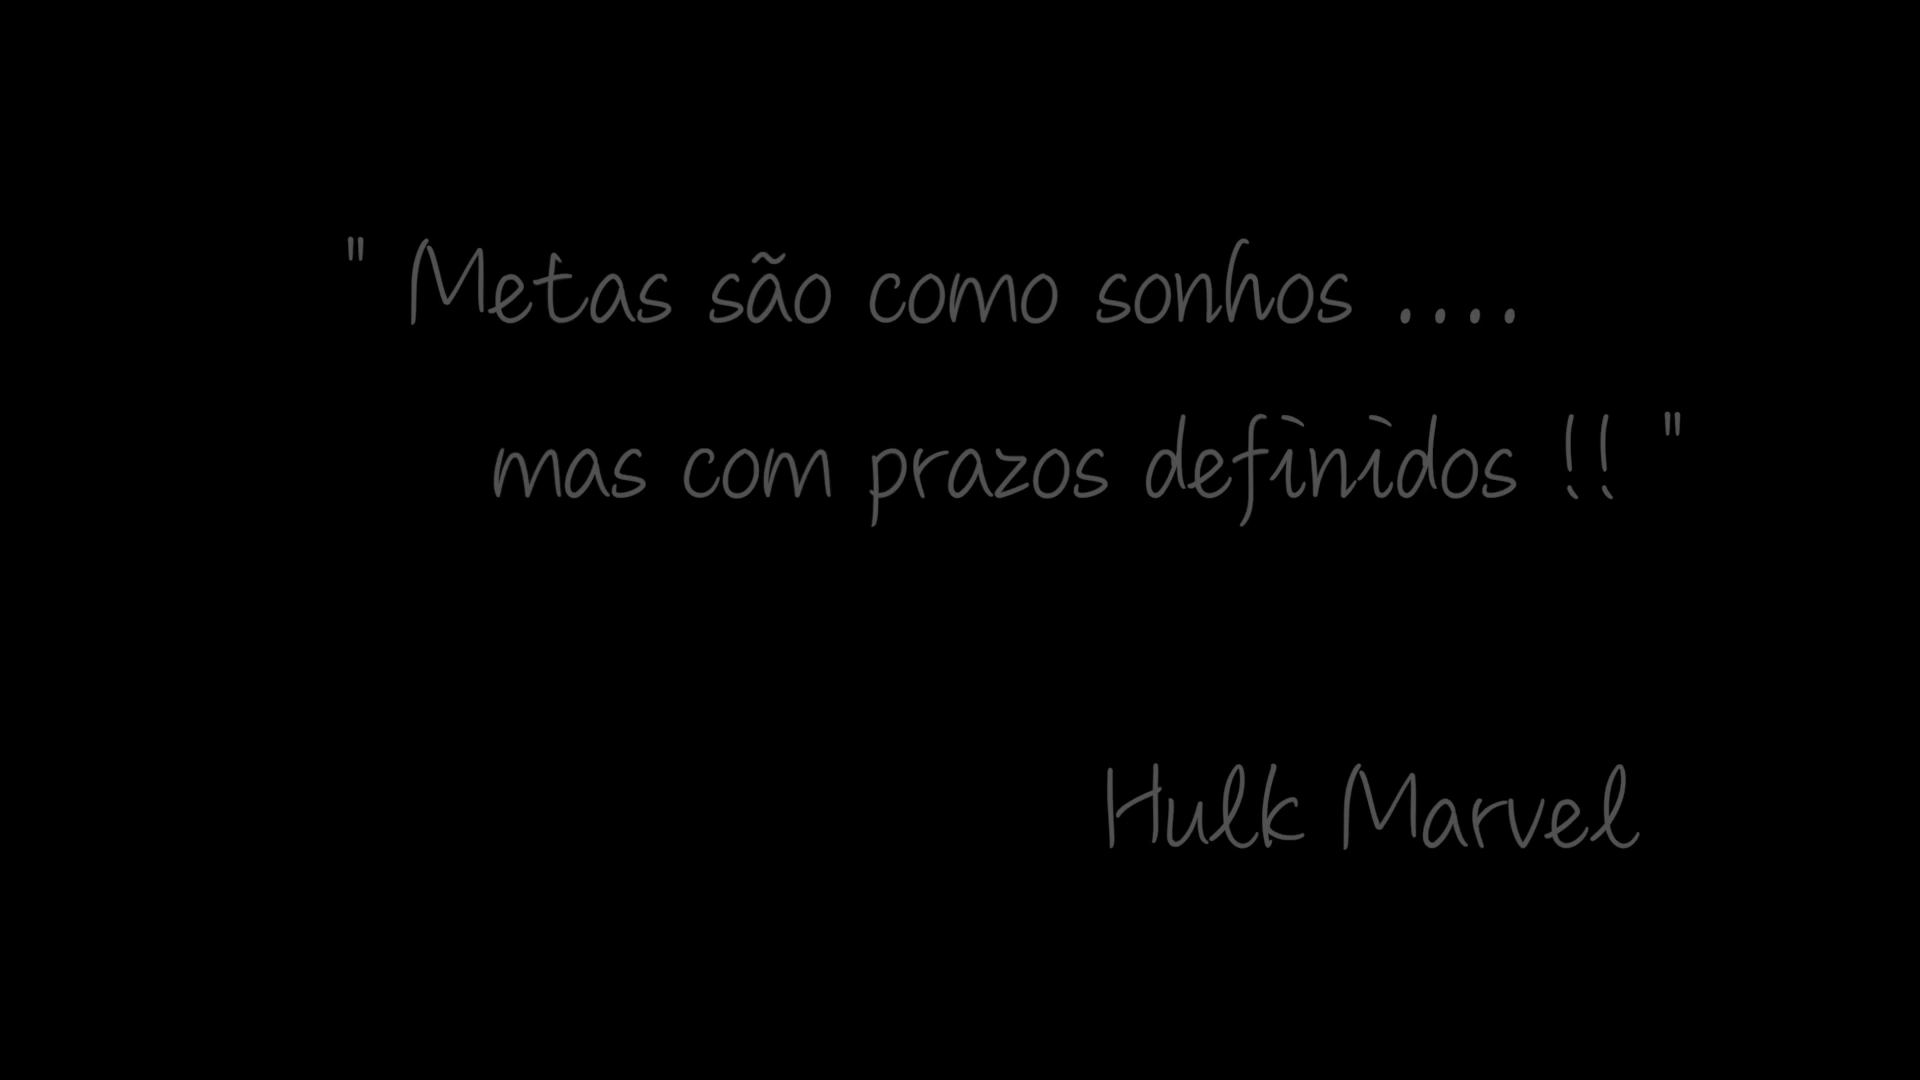 " Metas são como sonhos ....
mas com prazos definidos !! "
Hulk Marvel